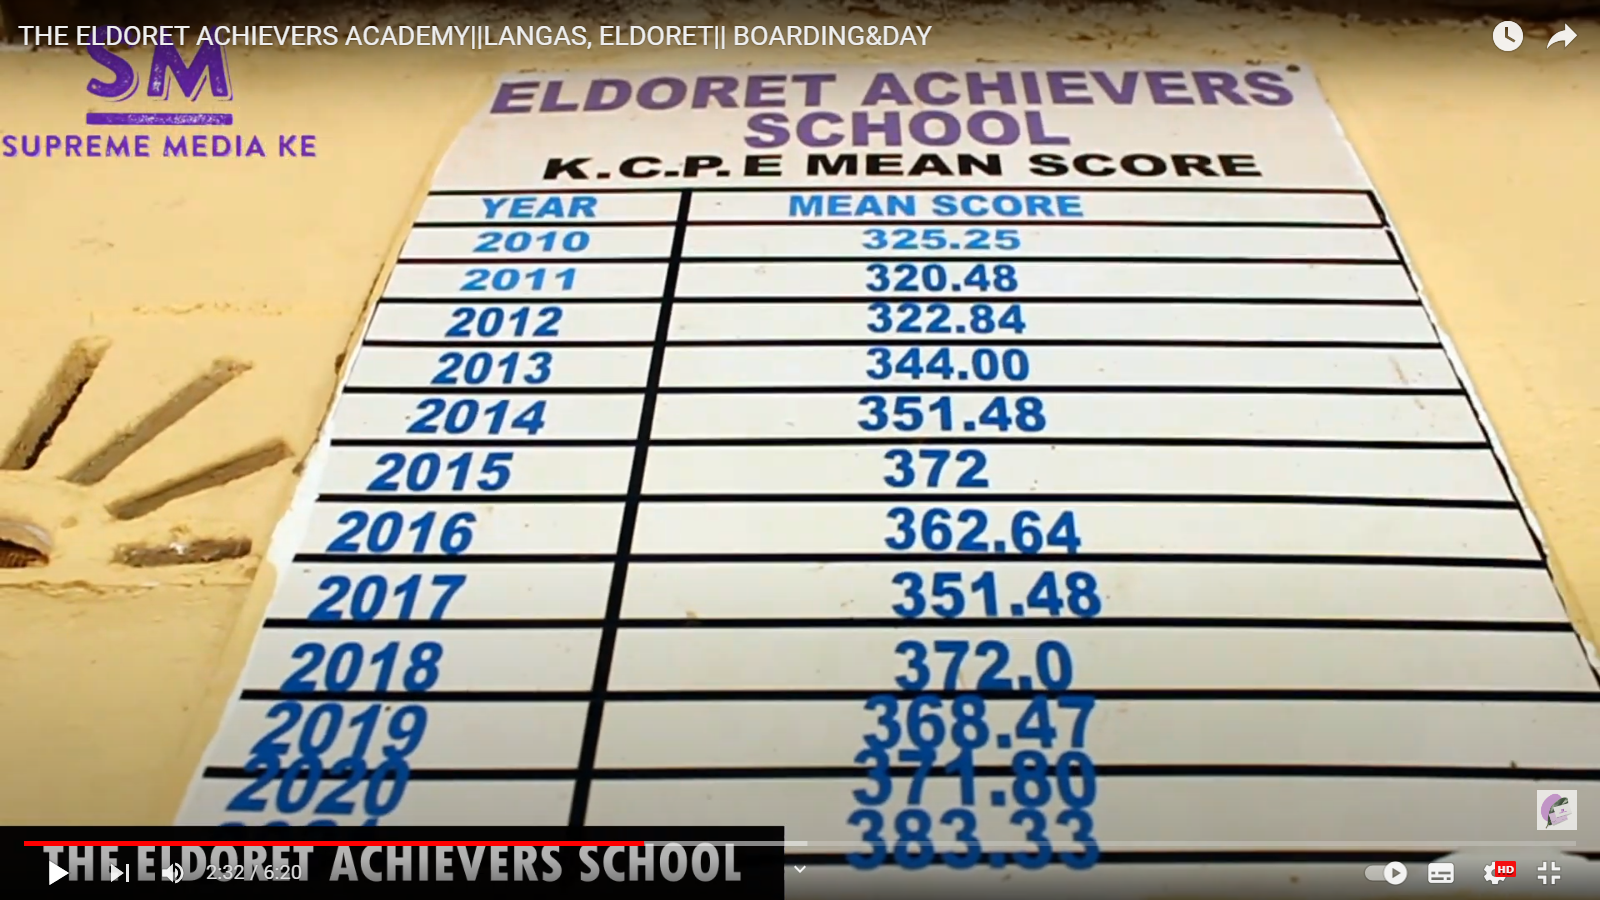 THE ELDORET ACHIEVERS ACADEMY||LANGAS, ELDORET|| BOARDING&DAY
SM
SUPREME MEDIA KE
ELDORET ACHIEVERS
SCHOOL
K.C.P.E MEAN SCORE
YEAR MEAN SCORE
2010 325.25
2011 320.48
2012 322.84
2013 344.00
2014 351.48
2015 372
2016 362.64
2017 351.48
2018 372.0
2019 368.47
2020 371.80
383.33
THE ELDORET ACHIEVERS SCHOOL
2:32 / 6:20
HD